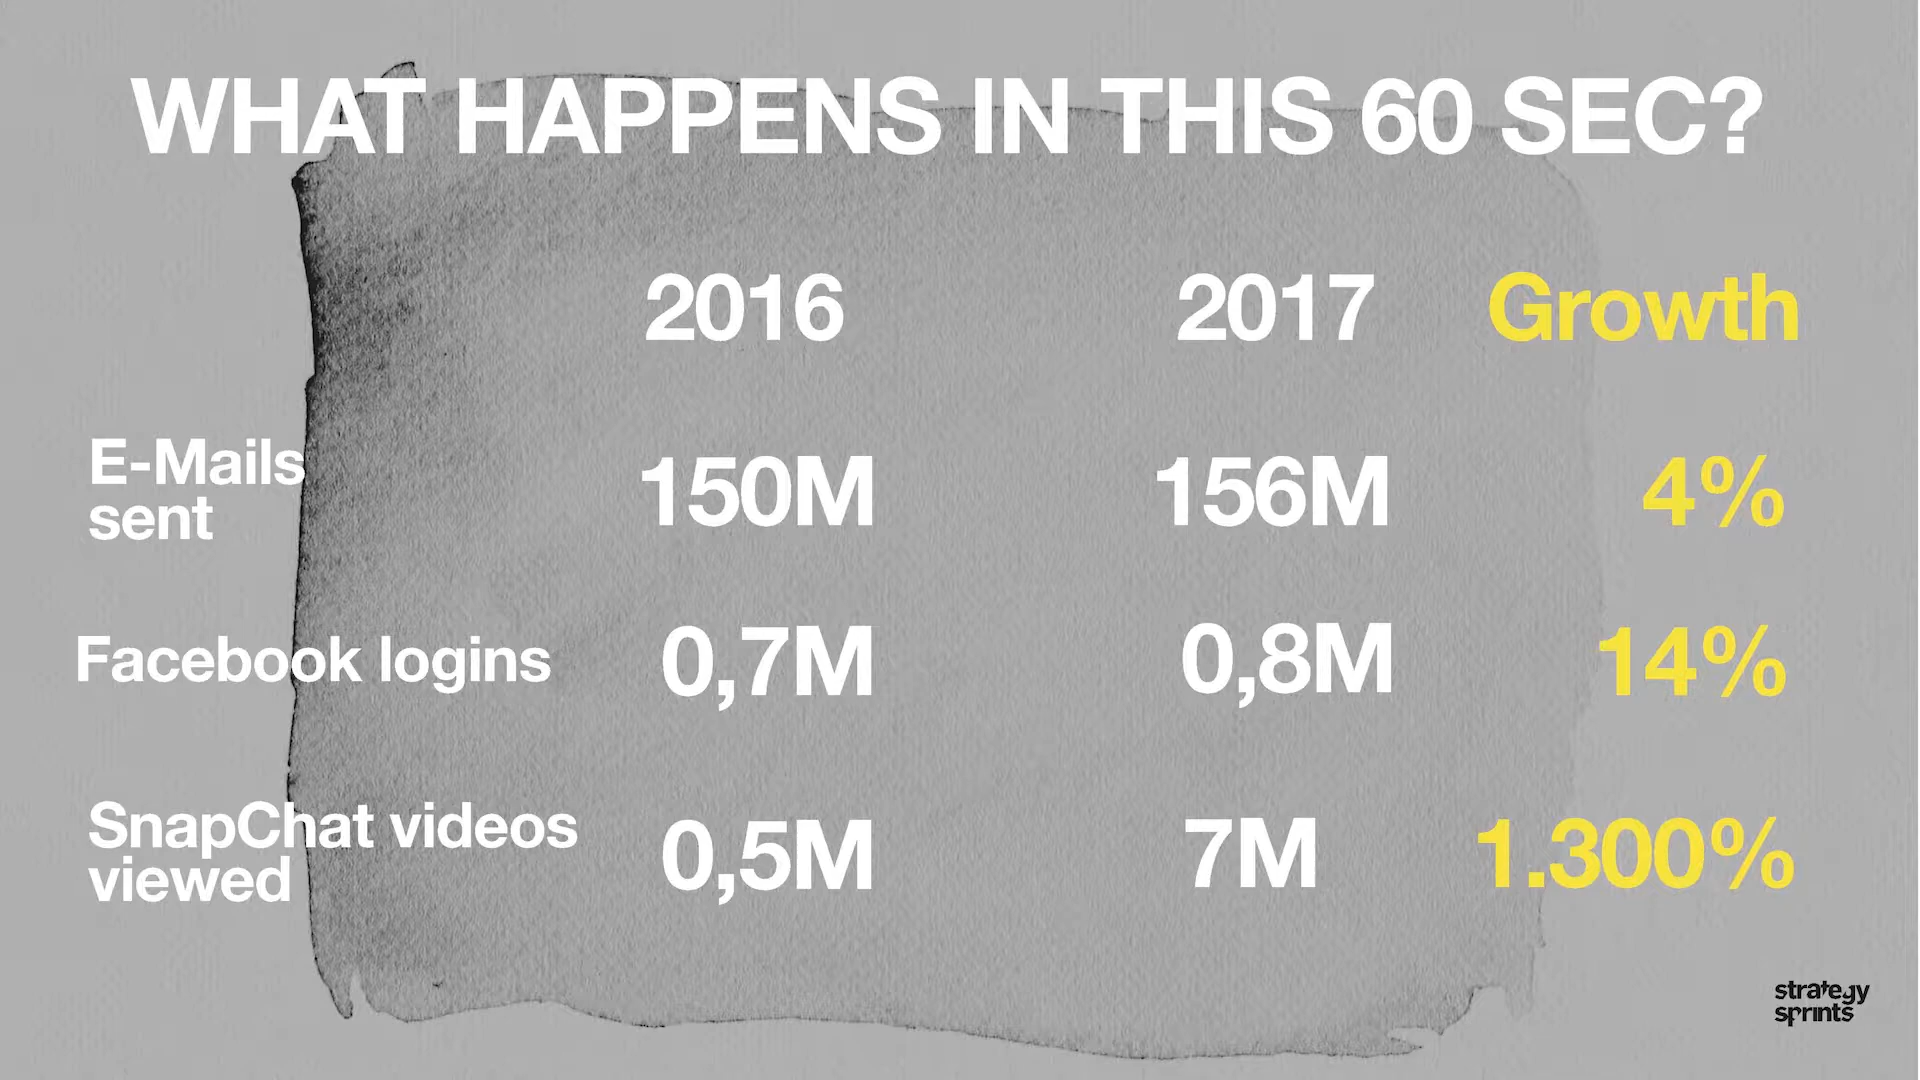 WHAT HAPPENS IN THIS 60 SEC?
2016 2017 Growth
E-Mails
sent
150M 156M 4%
Facebook logins 0,7M 0,8M 14%
SnapChat videos
viewed
0,5M 7M 1.300%
strategy
sprints